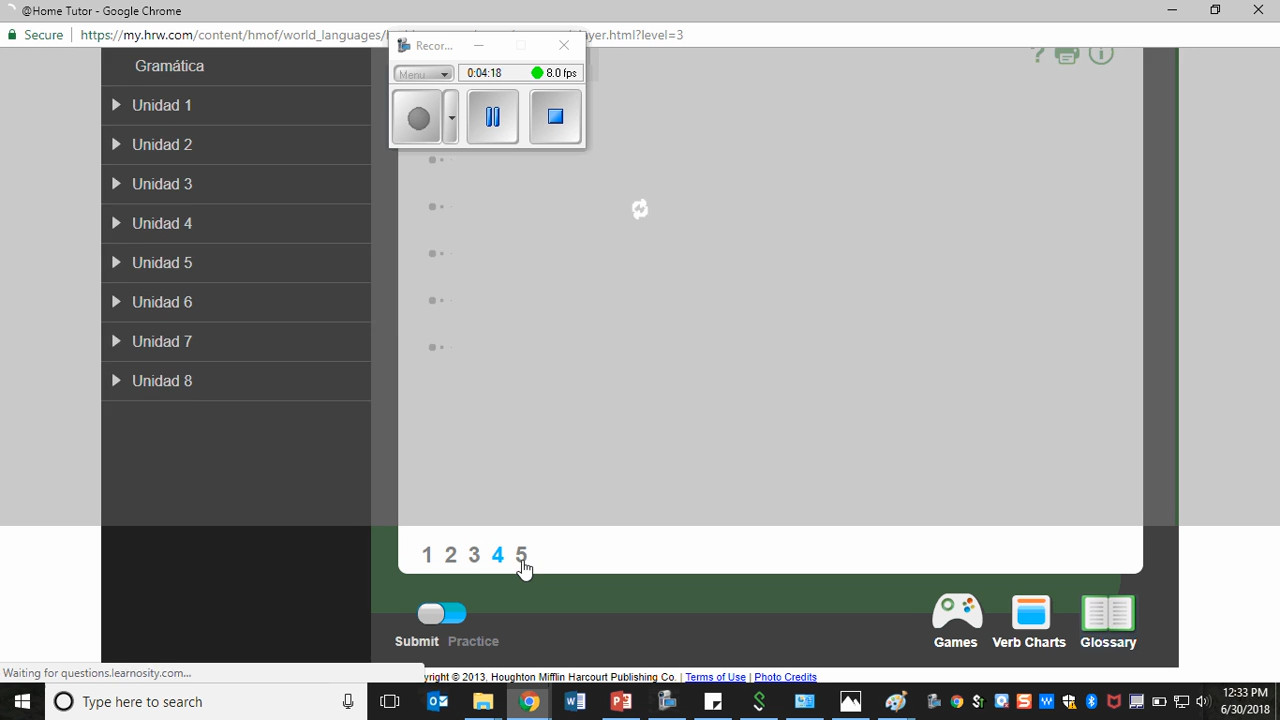 @Home Tutor - Google Chrome
Secure | https://my.hrw.com/content/hmof/world_languages/ ayer.html?level=3
Recor...
Menu 0:04:18 8.0 fps
Gramática
Unidad 1
Unidad 2
Unidad 3
Unidad 4
Unidad 5
Unidad 6
Unidad 7
Unidad 8
1 2 3 4 5
Submit Practice
Games Verb Charts Glossary
Waiting for questions.learnosity.com...
yright © 2013, Houghton Mifflin Harcourt Publishing Co. | Terms of Use | Photo Credits
Type here to search
12:33 PM
6/30/2018